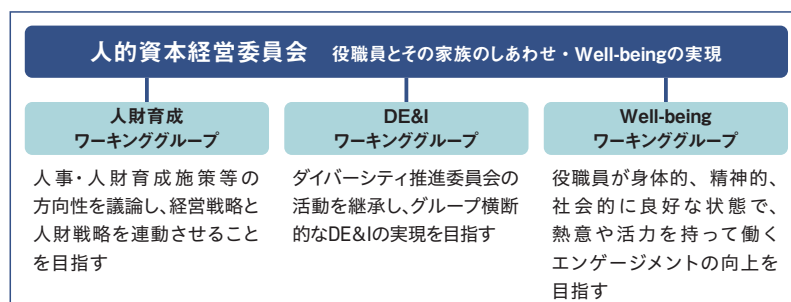 人的資本経営委員会 役職員とその家族のしあわせ・Well-beingの実現
人財育成
ワーキンググループ
人事・人財育成施策等の
方向性を議論し、経営戦略と
人財戦略を連動させること
を目指す
DE&I
ワーキンググループ
ダイバーシティ推進委員会の
活動を継承し、グループ横断
的なDE&Iの実現を目指す
Well-being
ワーキンググループ
役職員が身体的、精神的、
社会的に良好な状態で、
熱意や活力を持って働く
エンゲージメントの向上を
目指す